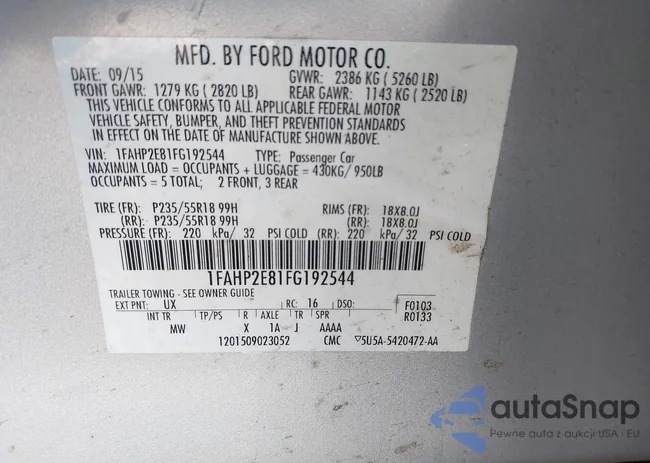 MFD. BY FORD MOTOR CO.
DATE: 09/15 GVWR: 2386 KG ( 5260 LB)
FRONT GAWR: 1279 KG ( 2820 LB) REAR GAWR: 1143 KG ( 2520 LB)
THIS VEHICLE CONFORMS TO ALL APPLICABLE FEDERAL MOTOR
VEHICLE SAFETY, BUMPER, AND THEFT PREVENTION STANDARDS
IN EFFECT ON THE DATE OF MANUFACTURE SHOWN ABOVE.
VIN: 1FAHP2E81FG192544 TYPE: Passenger Car
MAXIMUM LOAD = OCCUPANTS + LUGGAGE = 430KG/ 950LB
OCCUPANTS = 5 TOTAL; 2 FRONT, 3 REAR
TIRE (FR): P235/55R18 99H RIMS (FR): 18X8.0J
(RR): P235/55R18 99H (RR): 18X8.0J
PRESSURE (FR): 220 kPa/ 32 PSI COLD (RR): 220 kPa/ 32 PSI COLD
1FAHP2E81FG192544
TRAILER TOWING - SEE OWNER GUIDE
EXT PNT: UX RC: 16 DSO: F0103
INT TR TP/PS R AXLE TR SPR R0133
MW X 1A J AAAA
1201509023052 CMC ▽5U5A-5420472-AA
autaSnap
Pewne auta z aukcji USA i EU